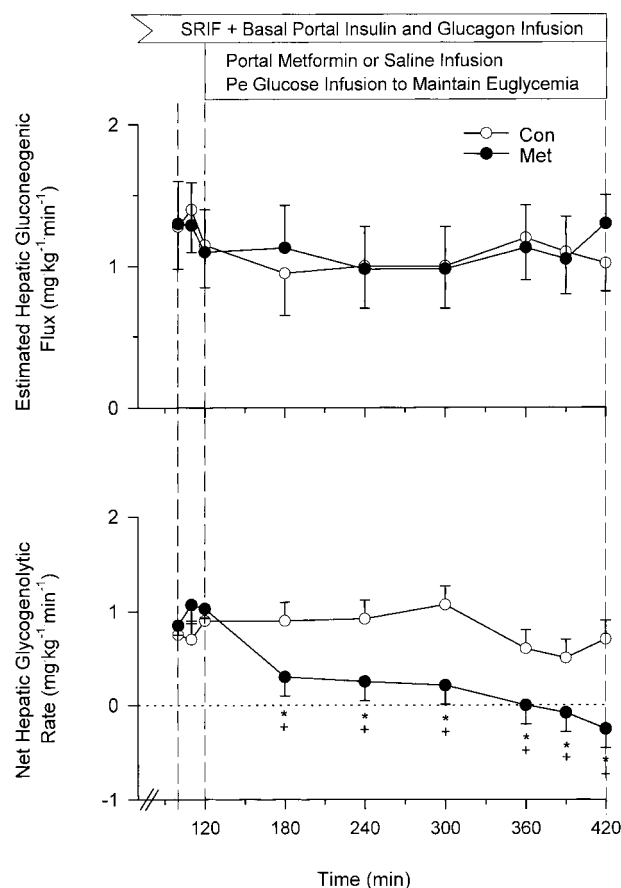 SRIF + Basal Portal Insulin and Glucagon Infusion
Portal Metformin or Saline Infusion
Pe Glucose Infusion to Maintain Euglycemia
Estimated Hepatic Gluconeogenic
Flux (mg·kg⁻¹·min⁻¹)
2
1
0
Con
Met
Net Hepatic Glycogenolytic
Rate (mg·kg⁻¹·min⁻¹)
2
1
0
-1
*
+
*
+
*
+
*
+
*
+
*
+
120 180 240 300 360 420
Time (min)